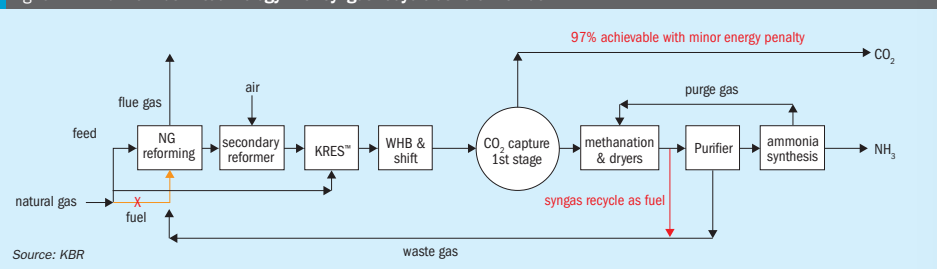 97% achievable with minor energy penalty
CO₂
purge gas
air
flue gas
feed
NG
reforming
secondary
reformer
KRES™
WHB &
shift
CO₂ capture
1st stage
methanation
& dryers
Purifier
ammonia
synthesis
NH₃
natural gas
X
fuel
syngas recycle as fuel
waste gas
Source: KBR